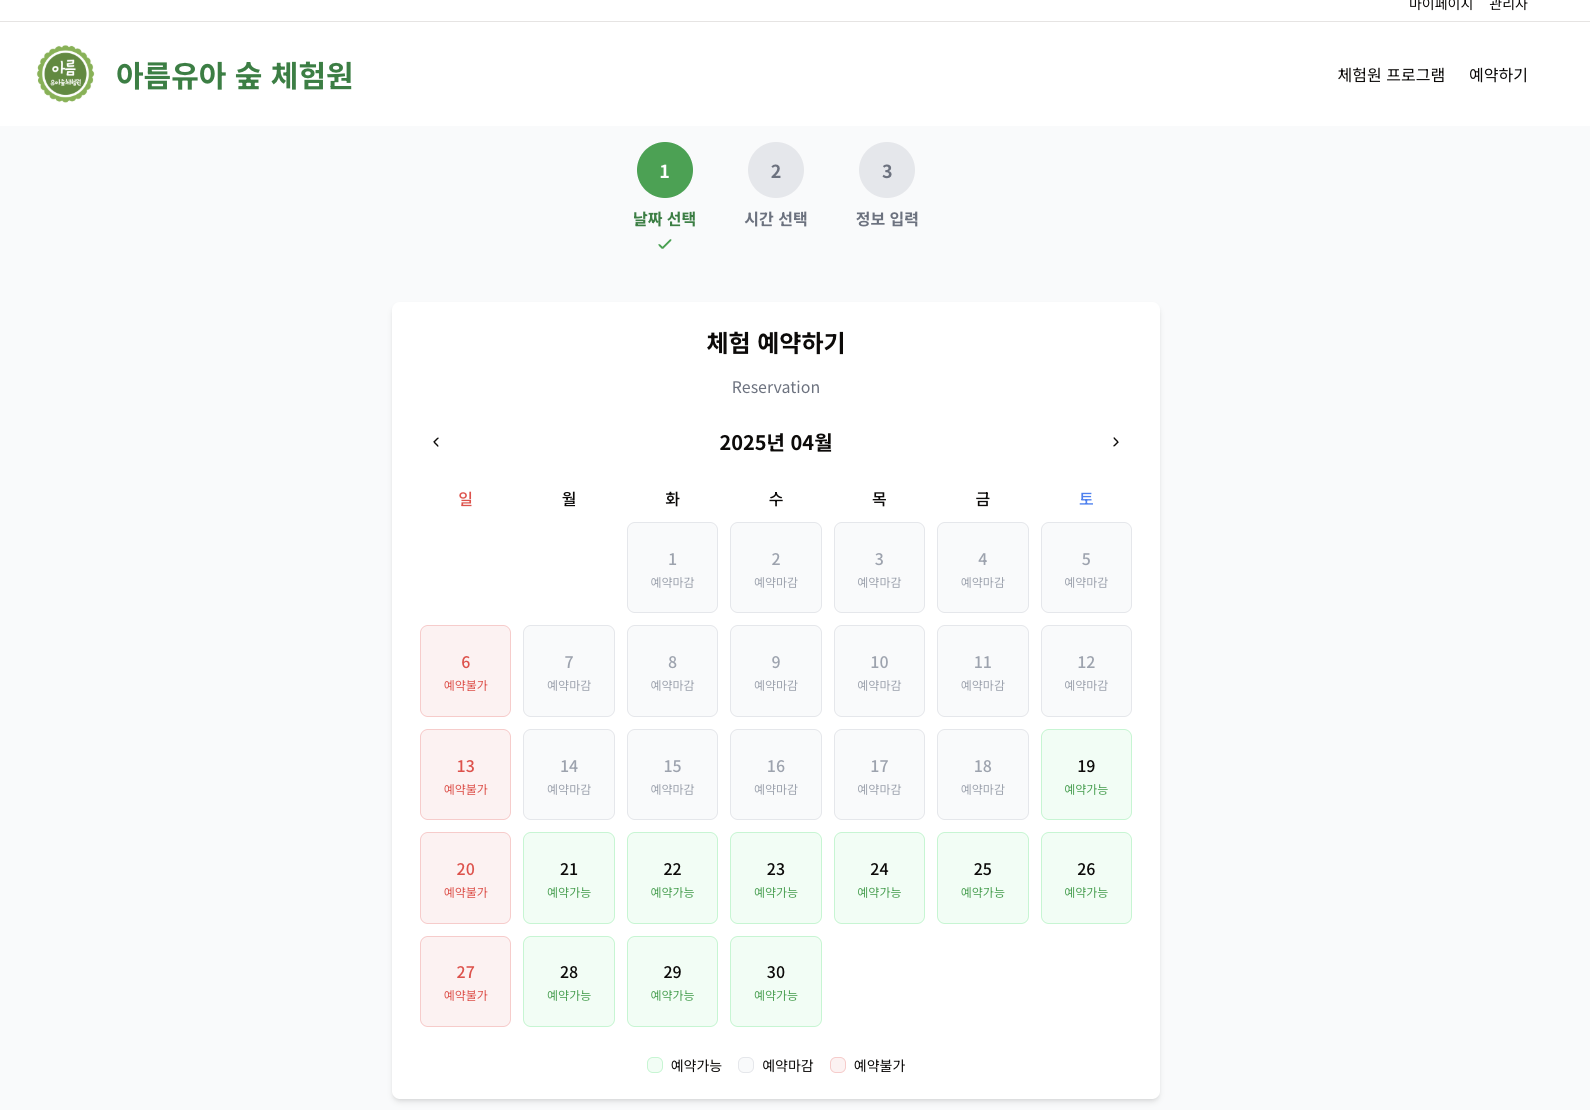 마이페이지 관리자
아름 유아숲체험원
아름유아 숲 체험원
체험원 프로그램 예약하기
1 2 3
날짜 선택 시간 선택 정보 입력
체험 예약하기
Reservation
2025년 04월
일 월 화 수 목 금 토
1 2 3 4 5
예약마감 예약마감 예약마감 예약마감 예약마감
6 7 8 9 10 11 12
예약불가 예약마감 예약마감 예약마감 예약마감 예약마감 예약마감
13 14 15 16 17 18 19
예약불가 예약마감 예약마감 예약마감 예약마감 예약마감 예약가능
20 21 22 23 24 25 26
예약불가 예약가능 예약가능 예약가능 예약가능 예약가능 예약가능
27 28 29 30
예약불가 예약가능 예약가능 예약가능
예약가능 예약마감 예약불가